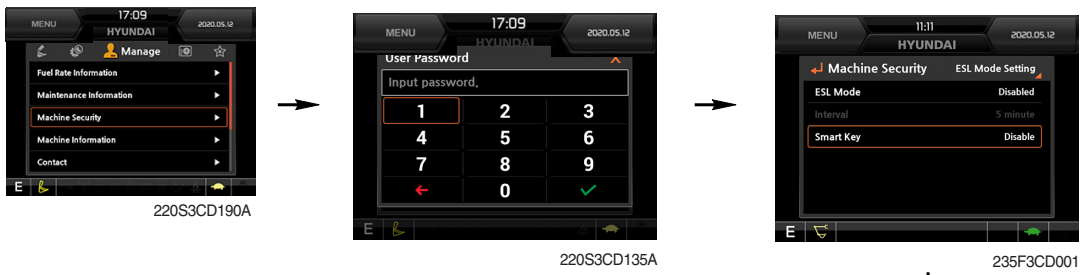 MENU 17:09 2020.05.12
HYUNDAI
Manage
Fuel Rate Information
Maintenance Information
Machine Security
Machine Information
Contact
E
220S3CD190A
MENU 17:09 2020.05.12
HYUNDAI
User Password X
Input password.
1 2 3
4 5 6
7 8 9
0
E
220S3CD135A
MENU 11:11 2020.05.12
HYUNDAI
Machine Security ESL Mode Setting
ESL Mode Disabled
Interval 5 minute
Smart Key Disable
E
235F3CD001